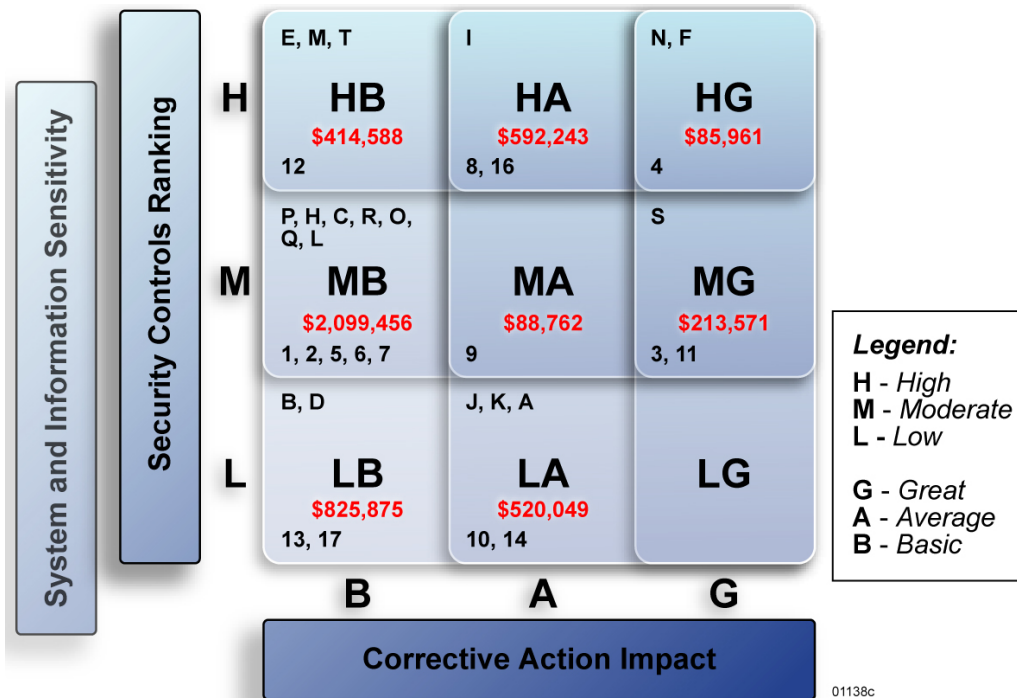 System and Information Sensitivity
Security Controls Ranking
H
E, M, T
HB
$414,588
12
I
HA
$592,243
8, 16
N, F
HG
$85,961
4
M
P, H, C, R, O,
Q, L
MB
$2,099,456
1, 2, 5, 6, 7
MA
$88,762
9
S
MG
$213,571
3, 11
L
B, D
LB
$825,875
13, 17
J, K, A
LA
$520,049
10, 14
LG
B
A
G
Corrective Action Impact
Legend:
H - High
M - Moderate
L - Low
G - Great
A - Average
B - Basic
01138c